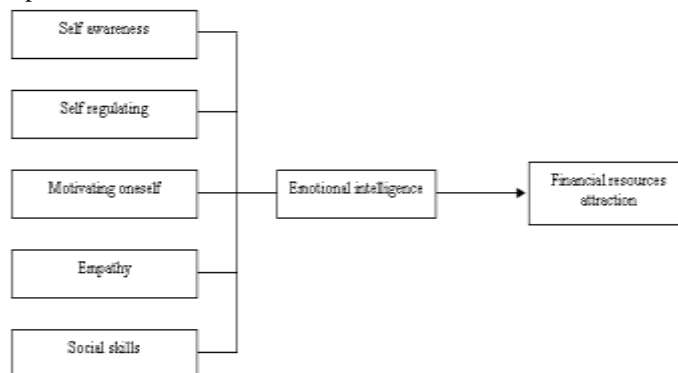 Self awareness
Self regulating
Motivating oneself
Empathy
Social skills
Emotional intelligence
Financial resources
attraction